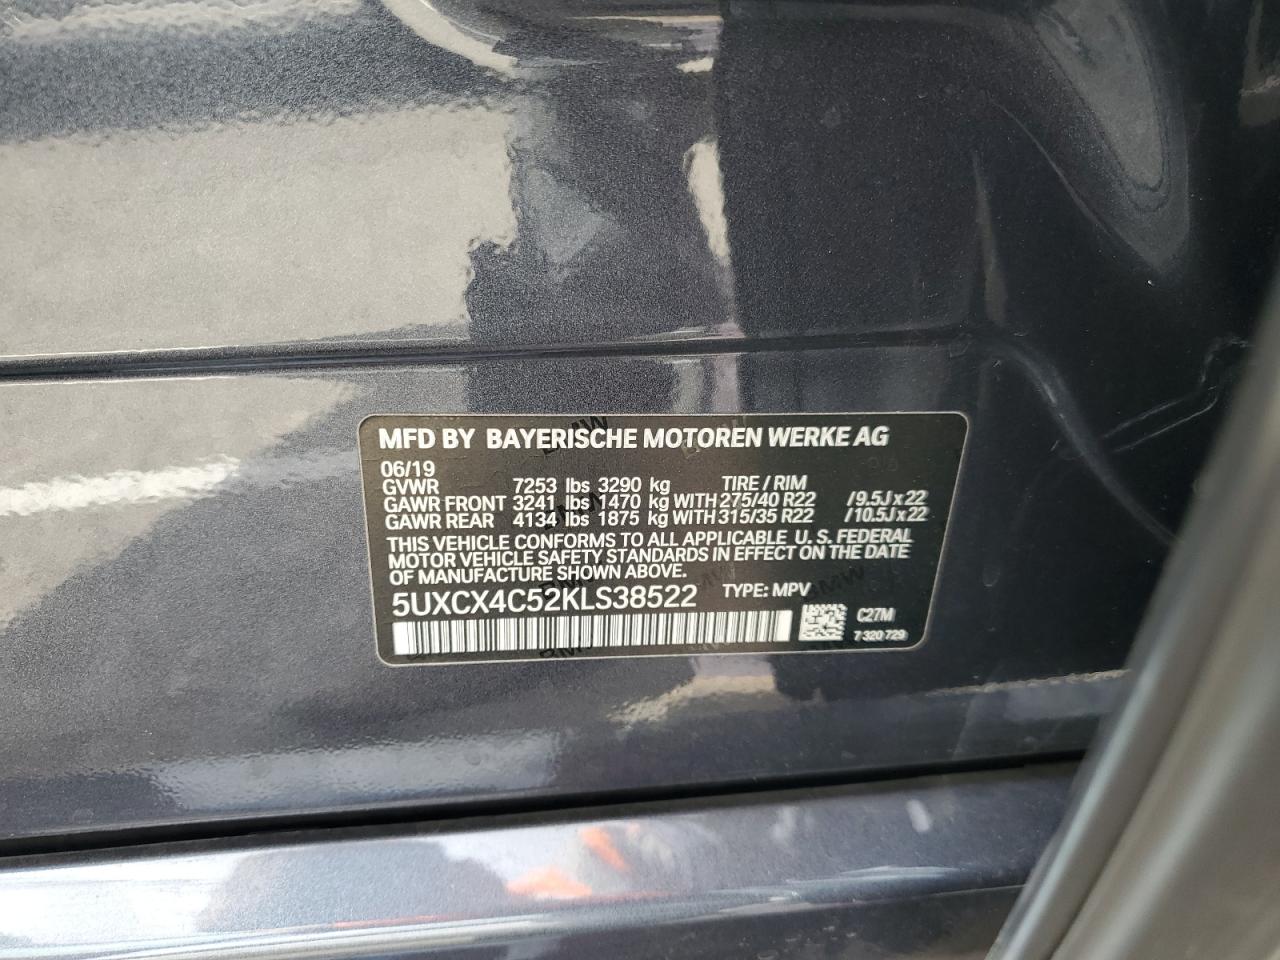 MFD BY BAYERISCHE MOTOREN WERKE AG
06/19
GVWR 7253 lbs 3290 kg TIRE / RIM
GAWR FRONT 3241 lbs 1470 kg WITH 275/40 R22 /9.5J x 22
GAWR REAR 4134 lbs 1875 kg WITH 315/35 R22 /10.5J x 22
THIS VEHICLE CONFORMS TO ALL APPLICABLE U. S. FEDERAL
MOTOR VEHICLE SAFETY STANDARDS IN EFFECT ON THE DATE
OF MANUFACTURE SHOWN ABOVE.
5UXCX4C52KLS38522 TYPE: MPV
C27M
7 320 729